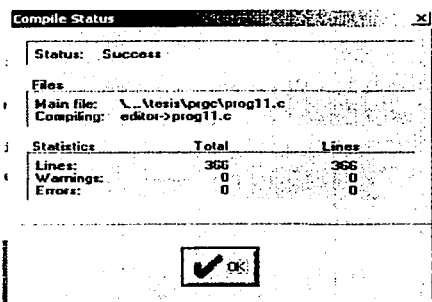 Compile Status
Status: Success
Files
Main file: \...\tesis\prgc\prog11.c
Compiling: editor->prog11.c
Statistics Total Lines
Lines: 366 366
Warnings: 0 0
Errors: 0 0
OK